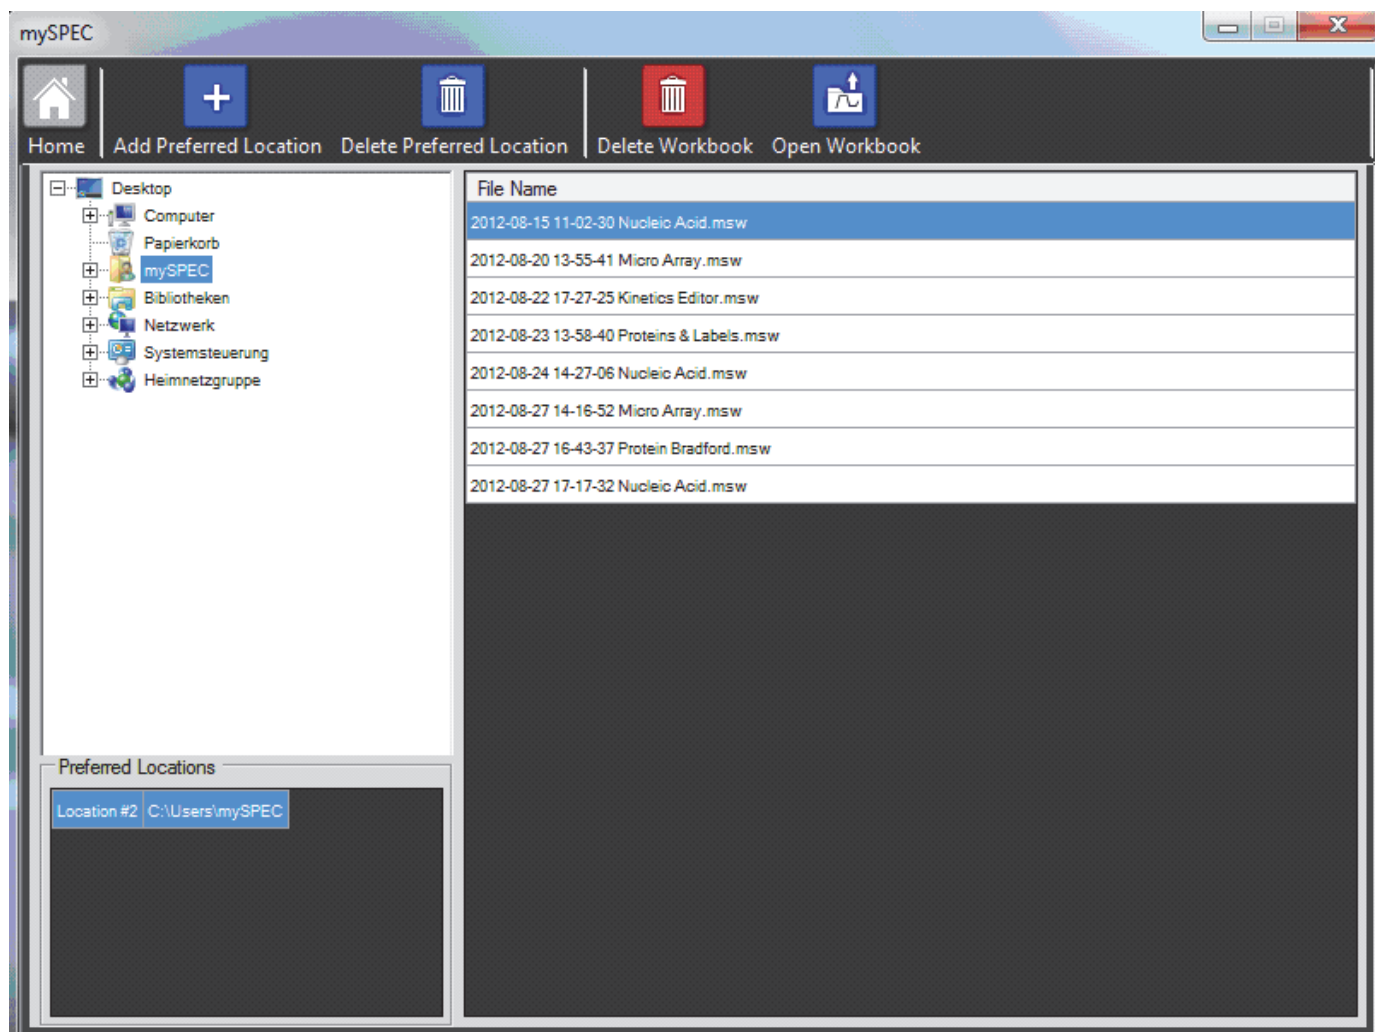 mySPEC
Home Add Preferred Location Delete Preferred Location Delete Workbook Open Workbook
Desktop
Computer
Papierkorb
mySPEC
Bibliotheken
Netzwerk
Systemsteuerung
Heimnetzgruppe
File Name
2012-08-15 11-02-30 Nucleic Acid.msw
2012-08-20 13-55-41 Micro Array.msw
2012-08-22 17-27-25 Kinetics Editor.msw
2012-08-23 13-58-40 Proteins & Labels.msw
2012-08-24 14-27-06 Nucleic Acid.msw
2012-08-27 14-16-52 Micro Array.msw
2012-08-27 16-43-37 Protein Bradford.msw
2012-08-27 17-17-32 Nucleic Acid.msw
Preferred Locations
Location #2 C:\Users\mySPEC